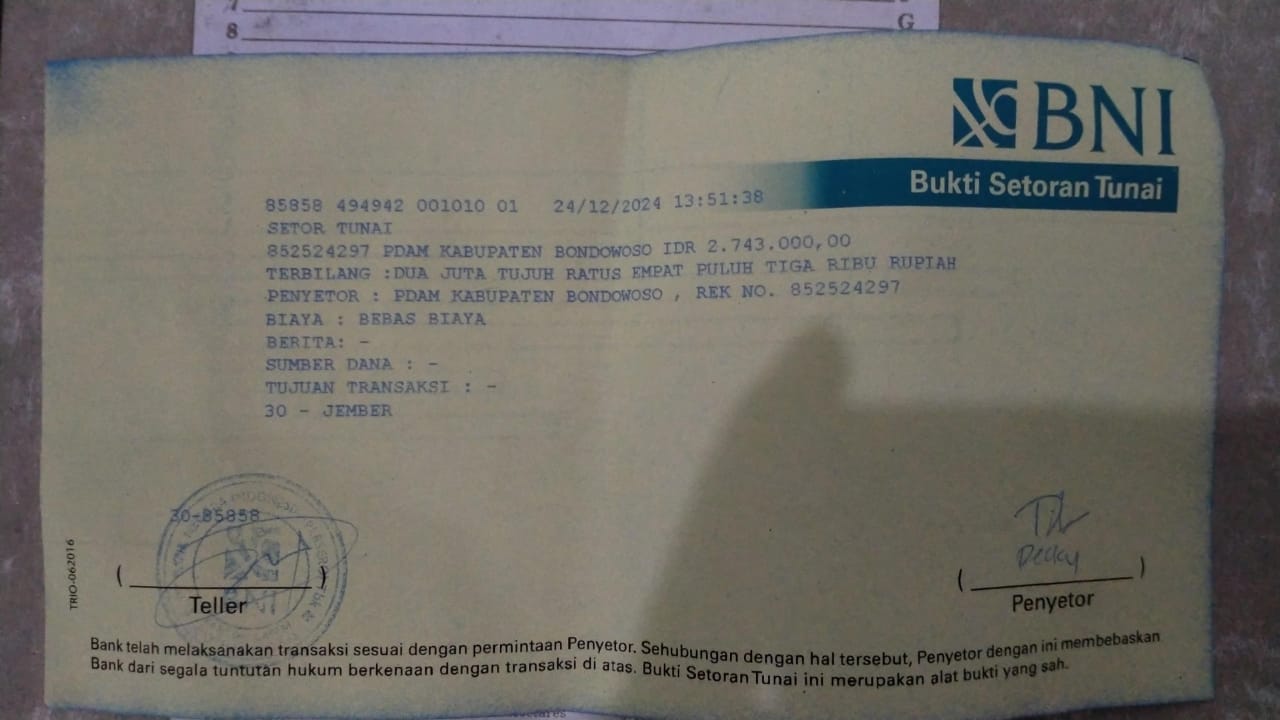 7
8
G
BNI
Bukti Setoran Tunai
85858 494942 001010 01 24/12/2024 13:51:38
SETOR TUNAI
852524297 PDAM KABUPATEN BONDOWOSO IDR 2.743.000,00
TERBILANG :DUA JUTA TUJUH RATUS EMPAT PULUH TIGA RIBU RUPIAH
PENYETOR : PDAM KABUPATEN BONDOWOSO , REK NO. 852524297
BIAYA : BEBAS BIAYA
BERITA: -
SUMBER DANA : -
TUJUAN TRANSAKSI : -
30 - JEMBER
30-85858
Decky
( )
Teller
( )
Penyetor
TRIO-062016
Bank telah melaksanakan transaksi sesuai dengan permintaan Penyetor. Sehubungan dengan hal tersebut, Penyetor dengan ini membebaskan
Bank dari segala tuntutan hukum berkenaan dengan transaksi di atas. Bukti Setoran Tunai ini merupakan alat bukti yang sah.